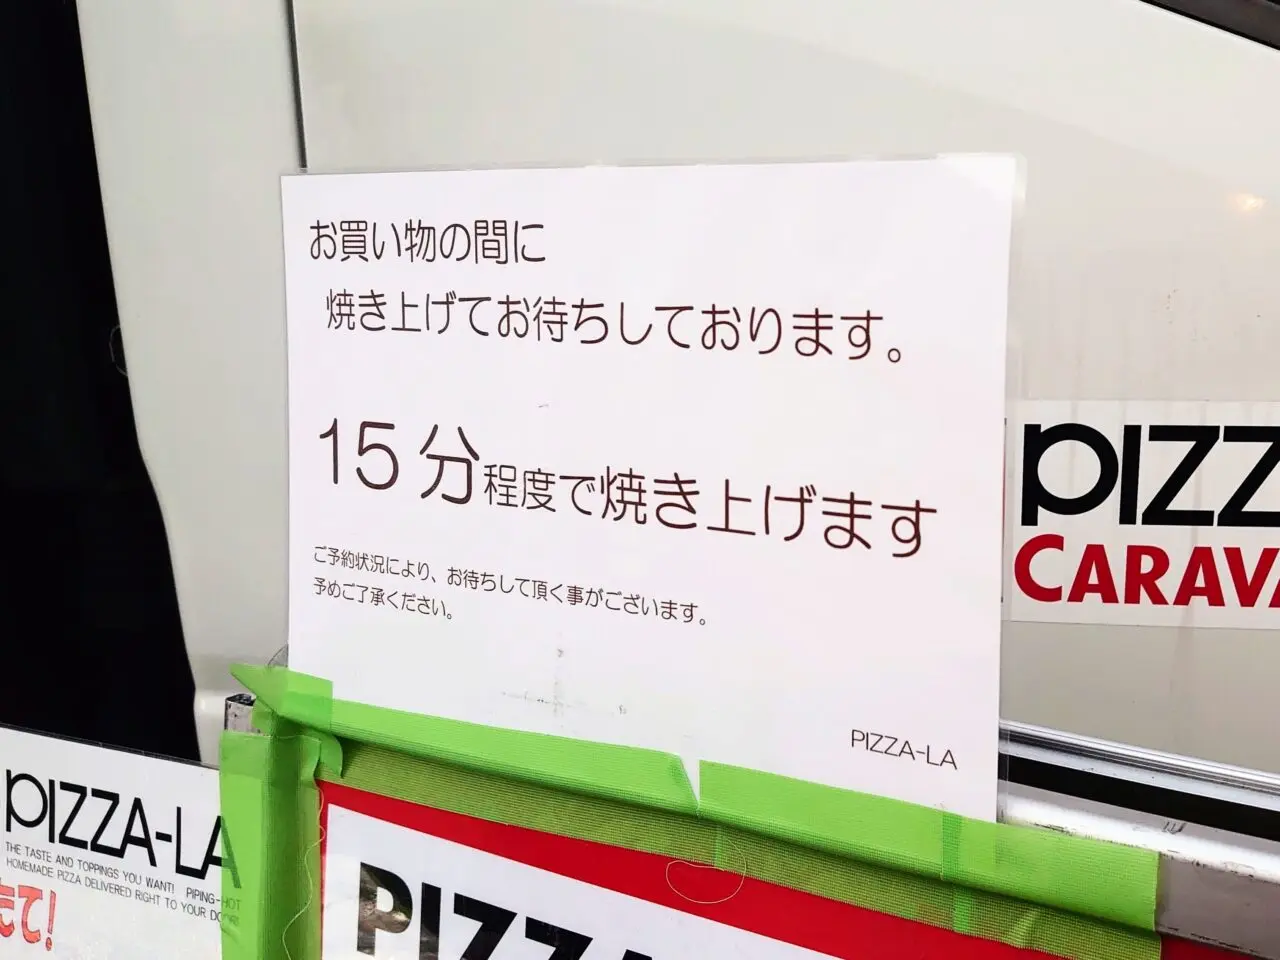 お買い物の間に
焼き上げてお待ちしております。
15分程度で焼き上げます
ご予約状況により、お待ちして頂く事がございます。
予めご了承ください。
PIZZA-LA
PIZZ
CARAVA
PIZZA-LA
THE TASTE AND TOPPINGS YOU WANT! PIPING-HOT
HOMEMADE PIZZA DELIVERED RIGHT TO YOUR DOOR!
たて!
PIZZA